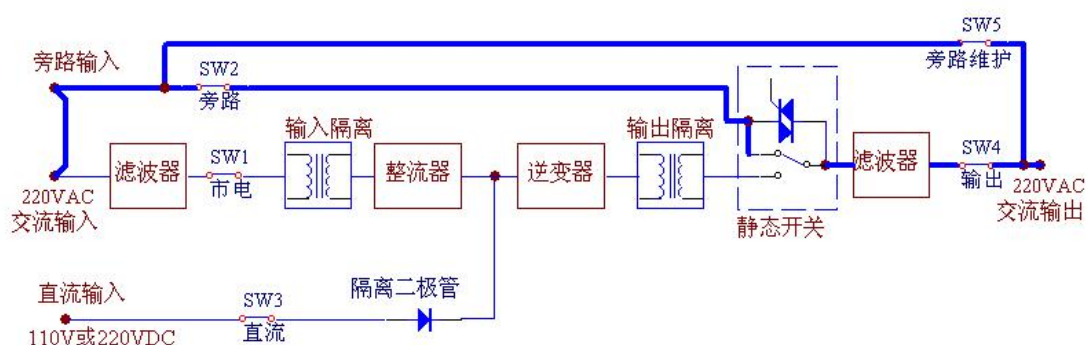 SW5
旁路维护
旁路输入
SW2
旁路
输入隔离
输出隔离
滤波器
SW1
市电
整流器
逆变器
滤波器
SW4
输出
220VAC
交流输入
静态开关
220VAC
交流输出
隔离二极管
直流输入
SW3
直流
110V或220VDC